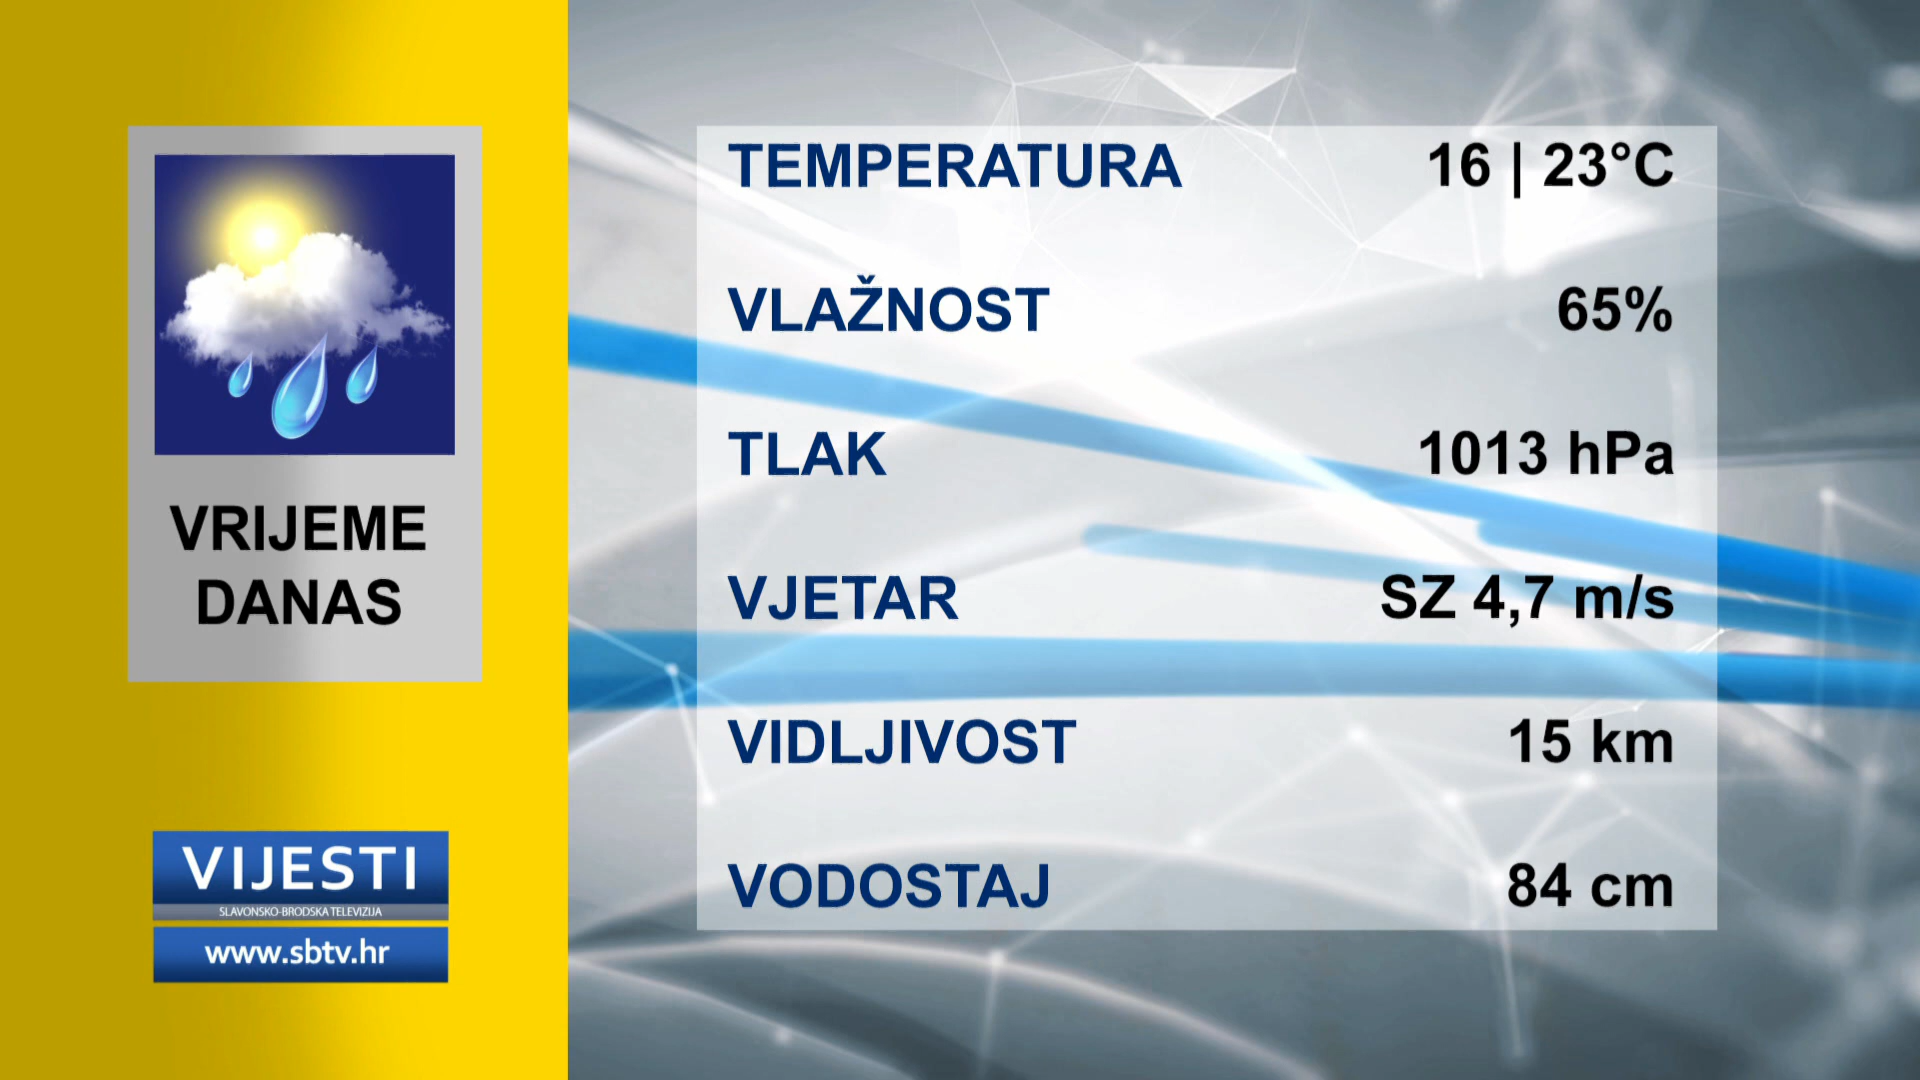 VRIJEME
DANAS
VIJESTI
SLAVONSKO-BRODSKA TELEVIZIJA
www.sbtv.hr
TEMPERATURA 16 | 23°C
VLAŽNOST 65%
TLAK 1013 hPa
VJETAR SZ 4,7 m/s
VIDLJIVOST 15 km
VODOSTAJ 84 cm